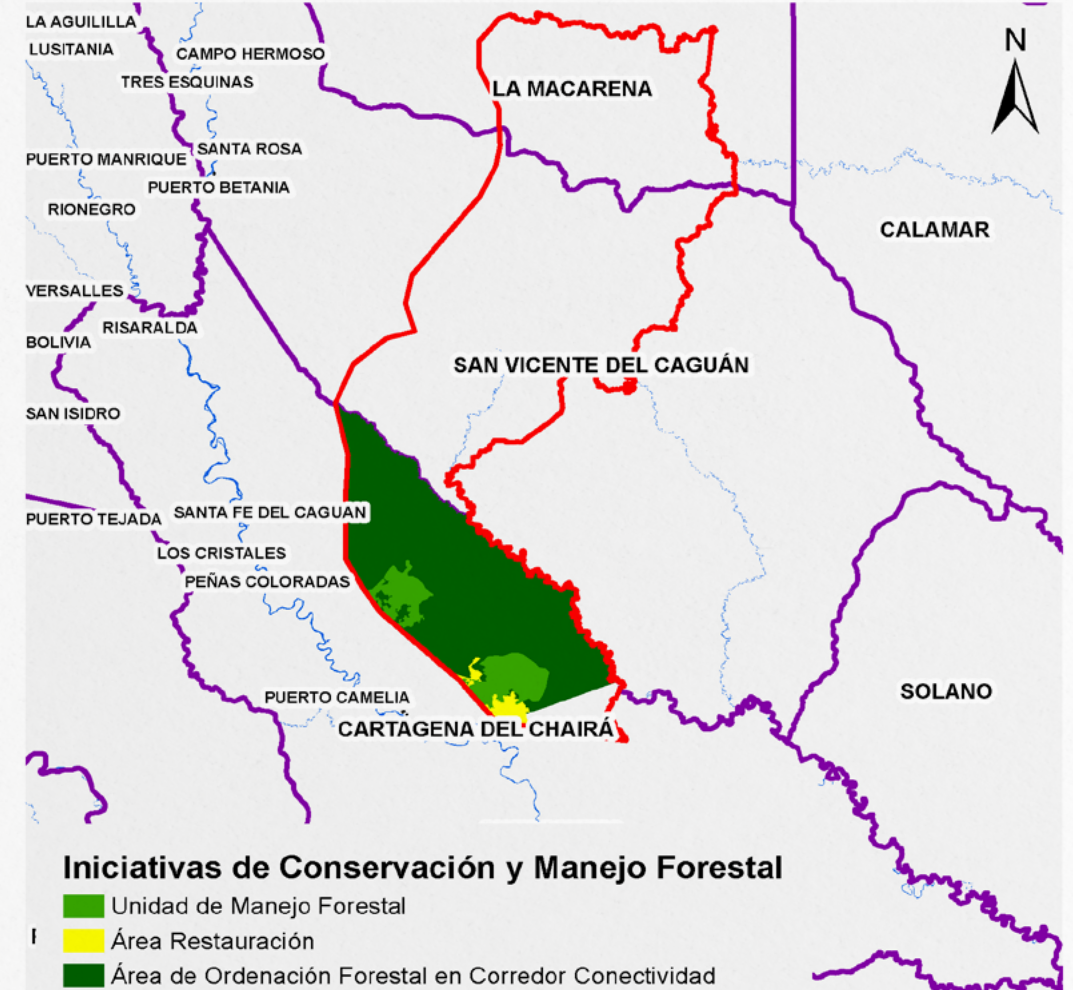 LA AGUILILLA
LUSITANIA
CAMPO HERMOSO
N
TRES ESQUINAS
LA MACARENA
SANTA ROSA
PUERTO MANRIQUE
PUERTO BETANIA
RIONEGRO
CALAMAR
VERSALLES
RISARALDA
BOLIVIA
SAN VICENTE DEL CAGUÁN
SAN ISIDRO
PUERTO TEJADA
SANTA FE DEL CAGUAN
LOS CRISTALES
PEÑAS COLORADAS
SOLANO
PUERTO CAMELIA
CARTAGENA DEL CHAIRÁ
Iniciativas de Conservación y Manejo Forestal
Unidad de Manejo Forestal
Área Restauración
Área de Ordenación Forestal en Corredor Conectividad